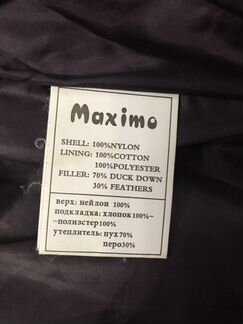 Maximo
SHELL: 100%NYLON
LINING: 100%COTTON
100%POLYESTER
FILLER: 70% DUCK DOWN
30% FEATHERS
верх: нейлон 100%
подкладка: хлопок100%-
-полиэстер100%
утеплитель: пух70%
перо30%